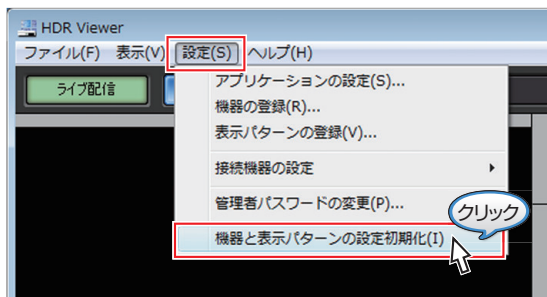 HDR Viewer
ファイル(F) 表示(V) 設定(S) ヘルプ(H)
ライブ配信
アプリケーションの設定(S)...
機器の登録(R)...
表示パターンの登録(V)...
接続機器の設定
管理者パスワードの変更(P)...
クリック
機器と表示パターンの設定初期化(I)